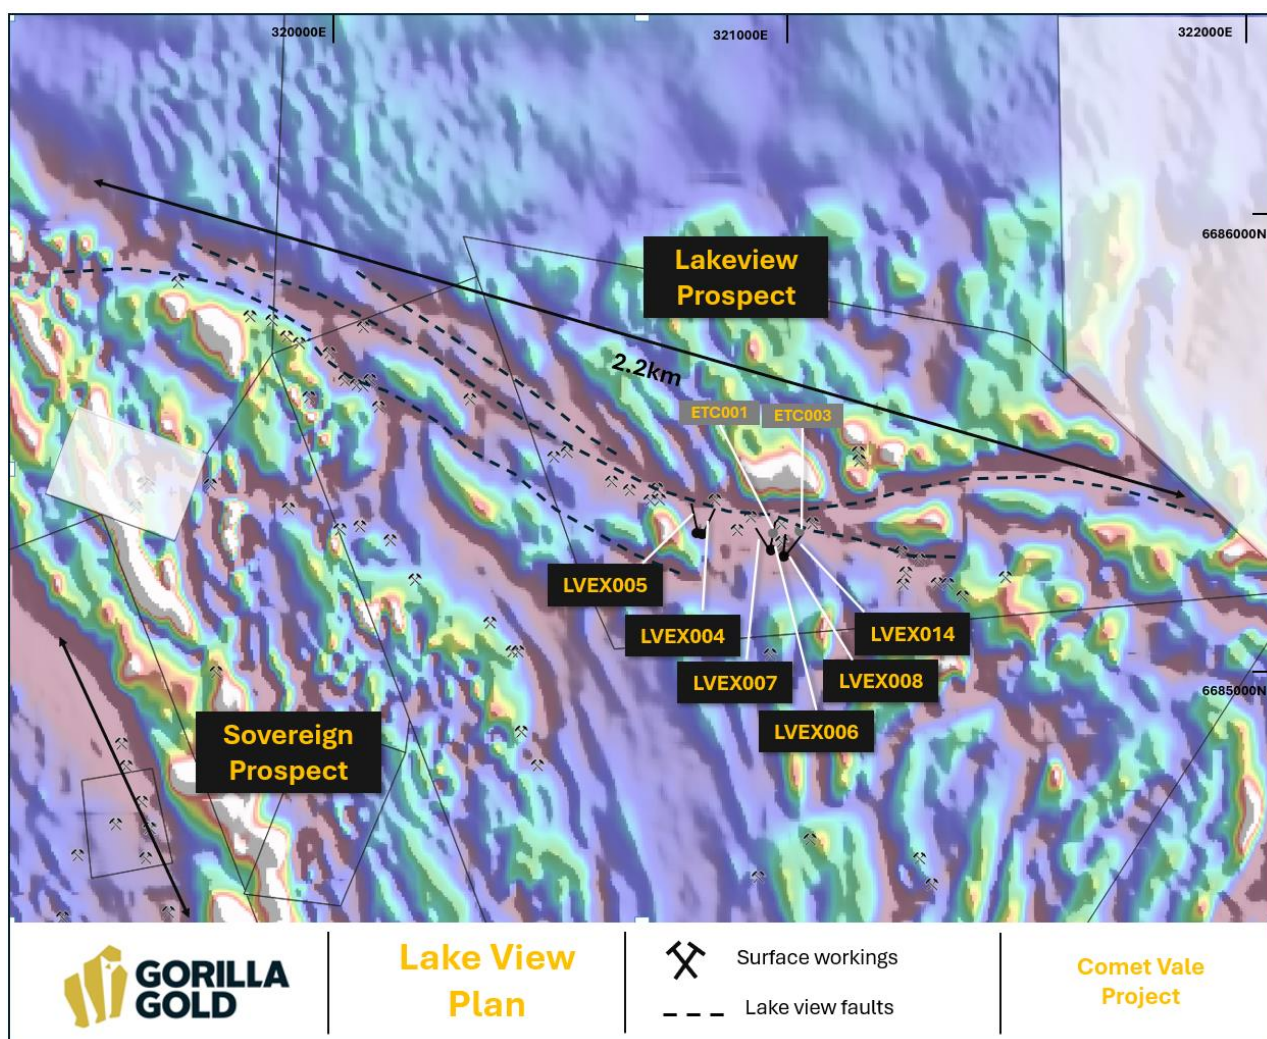 320000E
321000E
322000E
6686000N
Lakeview
Prospect
2.2km
ETC001
ETC003
LVEX005
LVEX004
LVEX014
LVEX007
LVEX008
LVEX006
6685000N
Sovereign
Prospect
GORILLA
GOLD
Lake View
Plan
Surface workings
Lake view faults
Comet Vale
Project